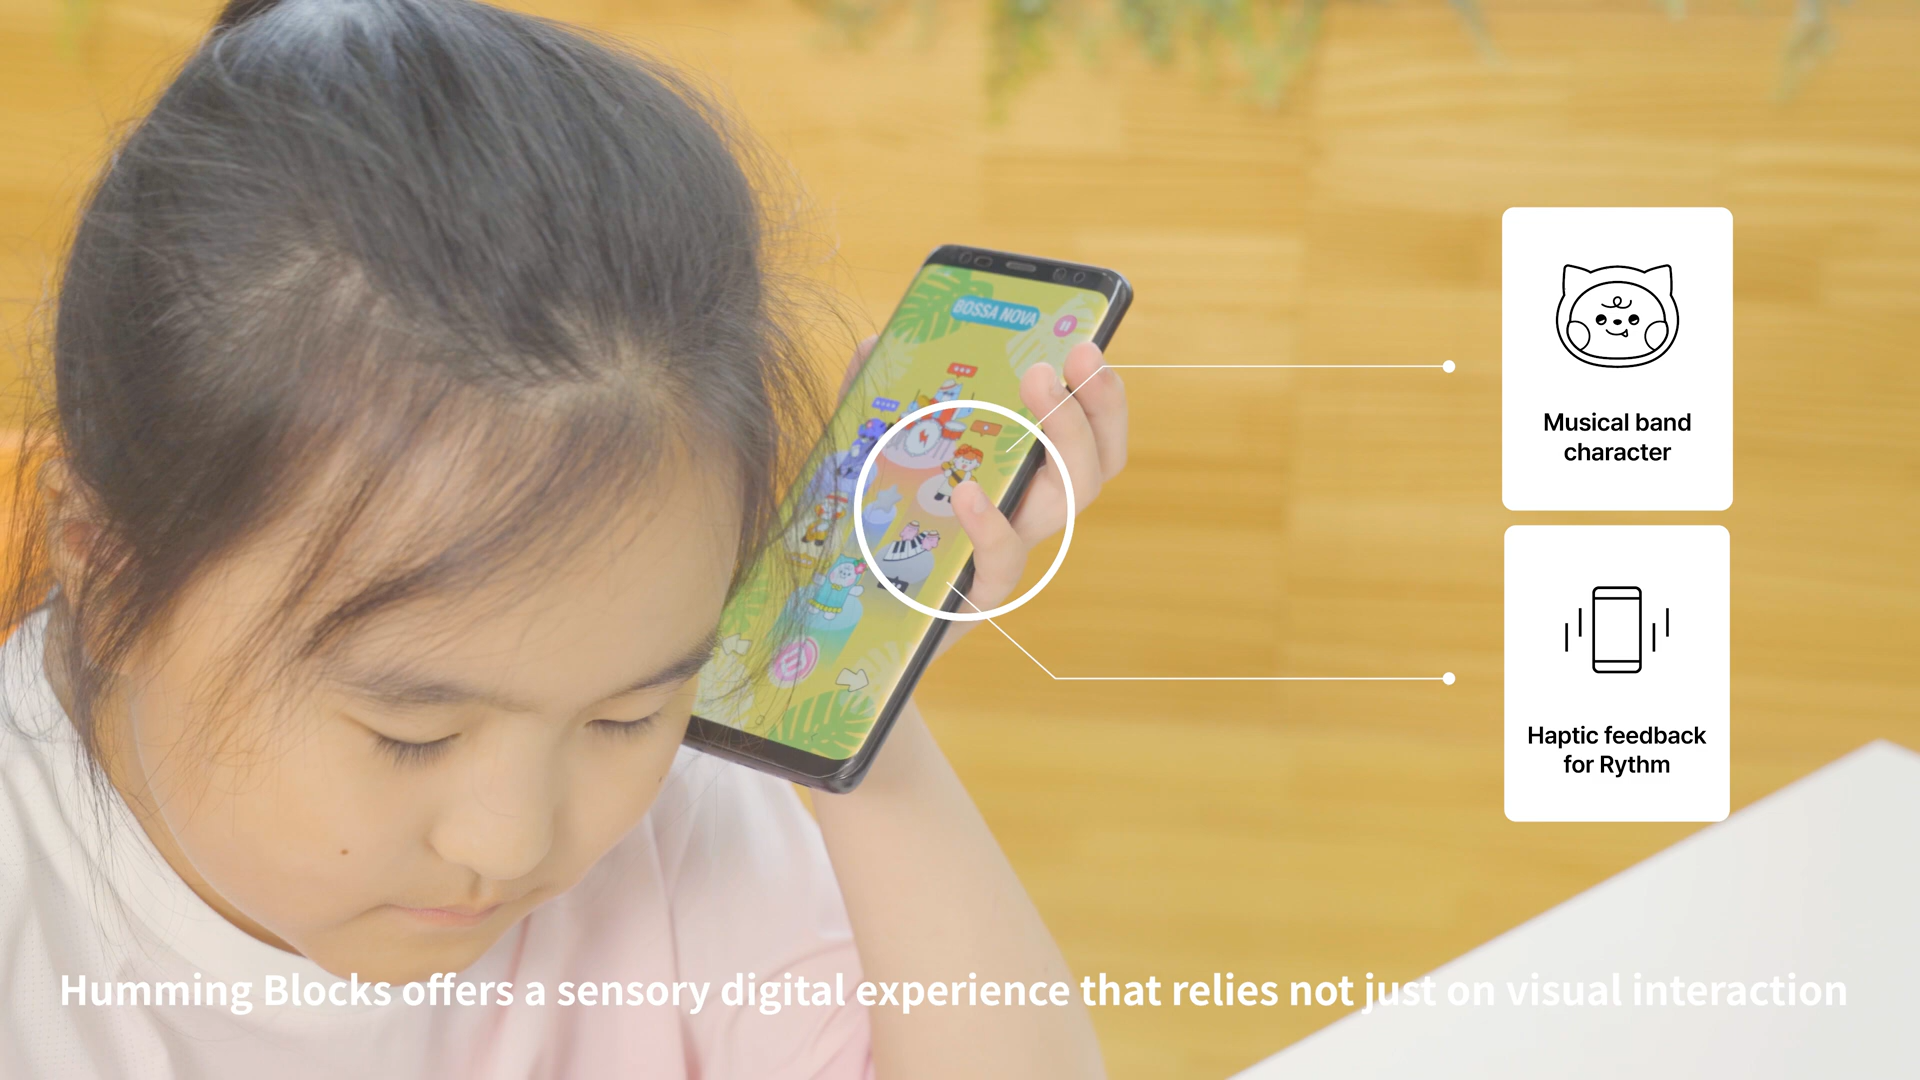 BOSSA NOVA
Musical band
character
Haptic feedback
for Rythm
Humming Blocks offers a sensory digital experience that relies not just on visual interaction